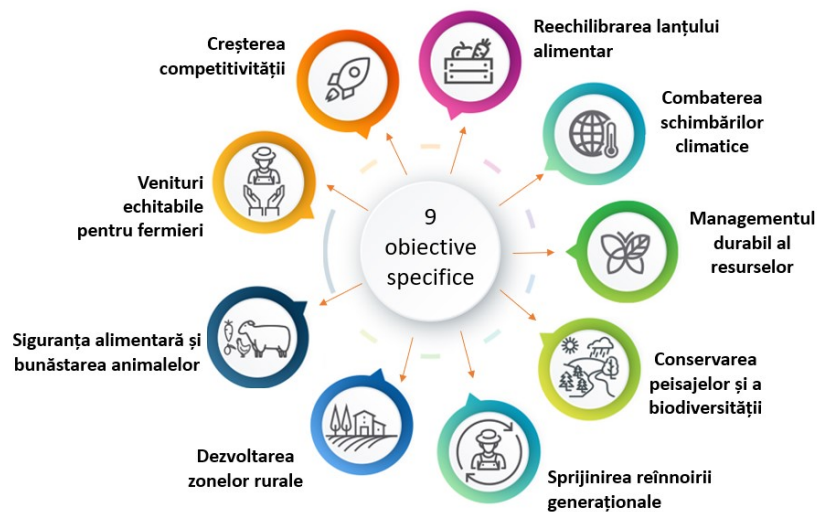 Creșterea
competitivității
Reechilibrarea lanțului
alimentar
Combaterea
schimbărilor
climatice
Venituri
echitabile
pentru fermieri
9
obiective
specifice
Managementul
durabil al
resurselor
Siguranța alimentară și
bunăstarea animalelor
Conservarea
peisajelor și a
biodiversității
Dezvoltarea
zonelor rurale
Sprijinirea reînnoirii
generaționale